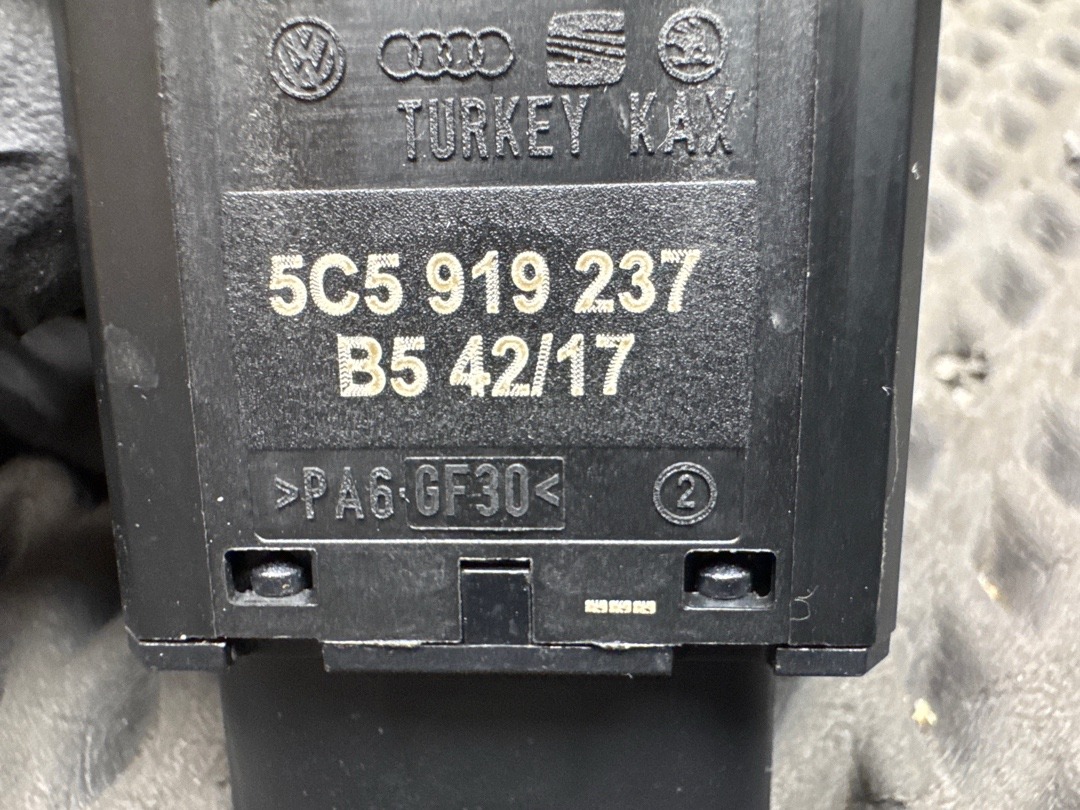 TURKEY KAX
5C5 919 237
B5 42/17
>PA6.GF30<
2